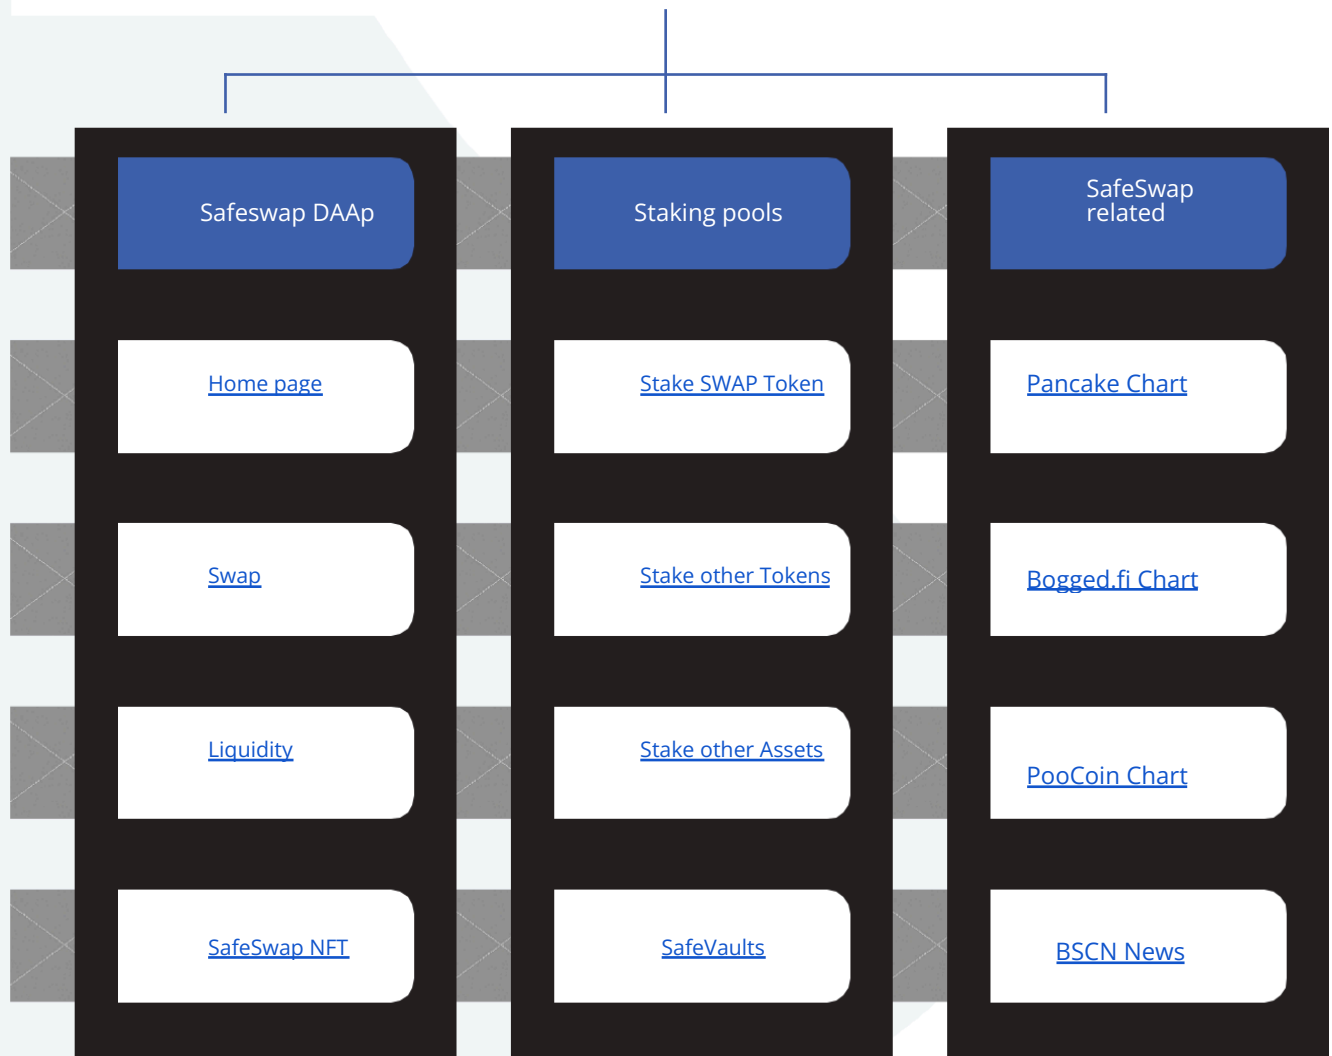 Safeswap DAAp
Staking pools
SafeSwap
related
Home page
Stake SWAP Token
Pancake Chart
Swap
Stake other Tokens
Bogged.fi Chart
Liquidity
Stake other Assets
PooCoin Chart
SafeSwap NFT
SafeVaults
BSCN News